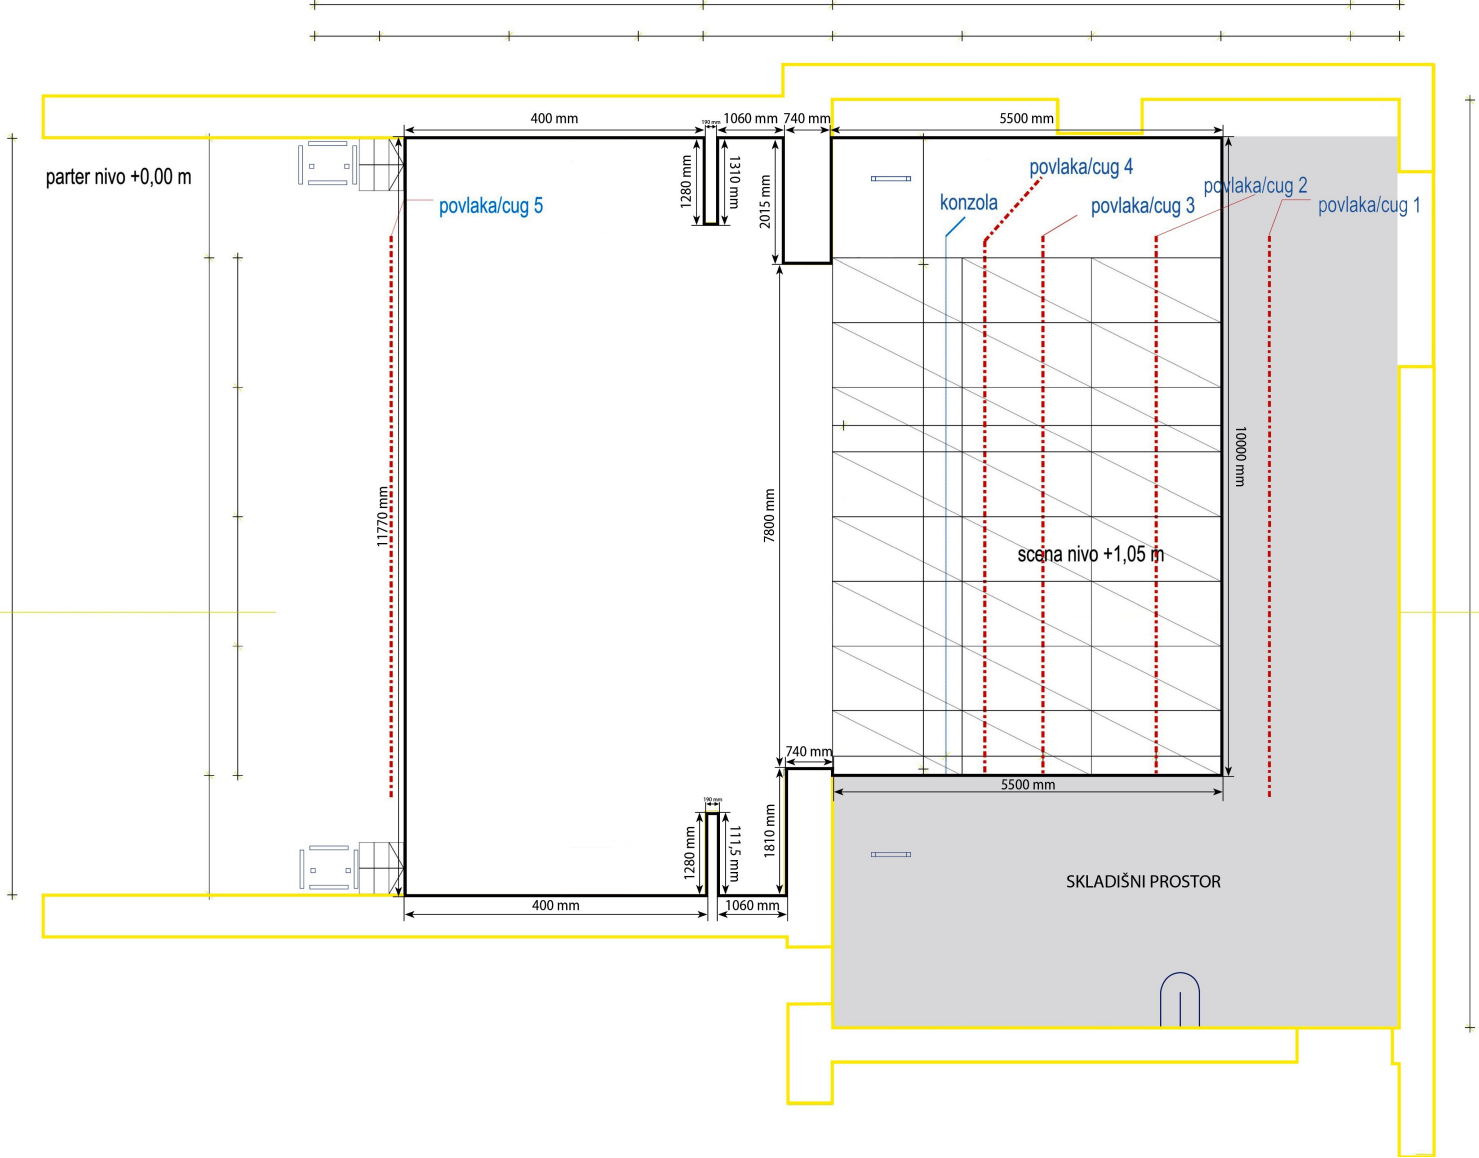 400 mm
190 mm
1060 mm
740 mm
5500 mm
parter nivo +0,00 m
povlaka/cug 5
1280 mm
1310 mm
2015 mm
konzola
povlaka/cug 4
povlaka/cug 3
povlaka/cug 2
povlaka/cug 1
11770 mm
7800 mm
10000 mm
scena nivo +1,05 m
740 mm
5500 mm
190 mm
1280 mm
111,5 mm
1810 mm
SKLADIŠNI PROSTOR
400 mm
1060 mm